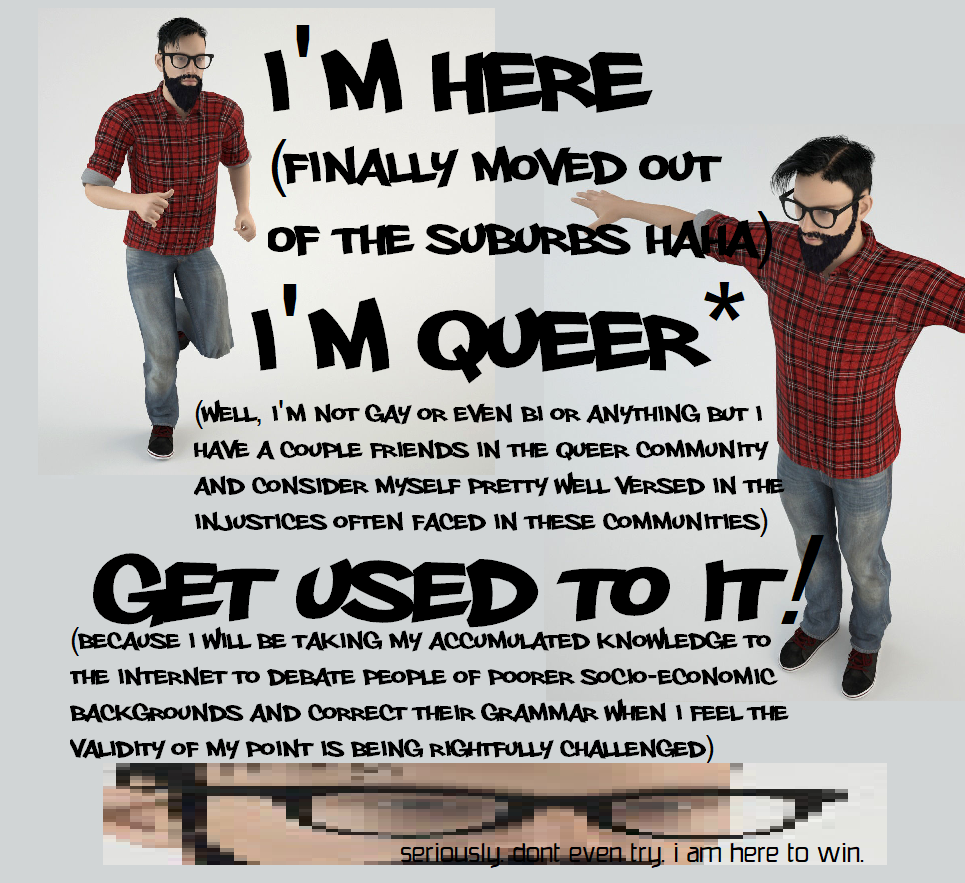 I'M HERE
(FINALLY MOVED OUT
OF THE SUBURBS HAHA)
I'M QUEER*
(WELL, I'M NOT GAY OR EVEN BI OR ANYTHING BUT I
HAVE A COUPLE FRIENDS IN THE QUEER COMMUNITY
AND CONSIDER MYSELF PRETTY WELL VERSED IN THE
INJUSTICES OFTEN FACED IN THESE COMMUNITIES)
GET USED TO IT!
(BECAUSE I WILL BE TAKING MY ACCUMULATED KNOWLEDGE TO
THE INTERNET TO DEBATE PEOPLE OF POORER SOCIO-ECONOMIC
BACKGROUNDS AND CORRECT THEIR GRAMMAR WHEN I FEEL THE
VALIDITY OF MY POINT IS BEING RIGHTFULLY CHALLENGED)
seriously. dont even try. i am here to win.